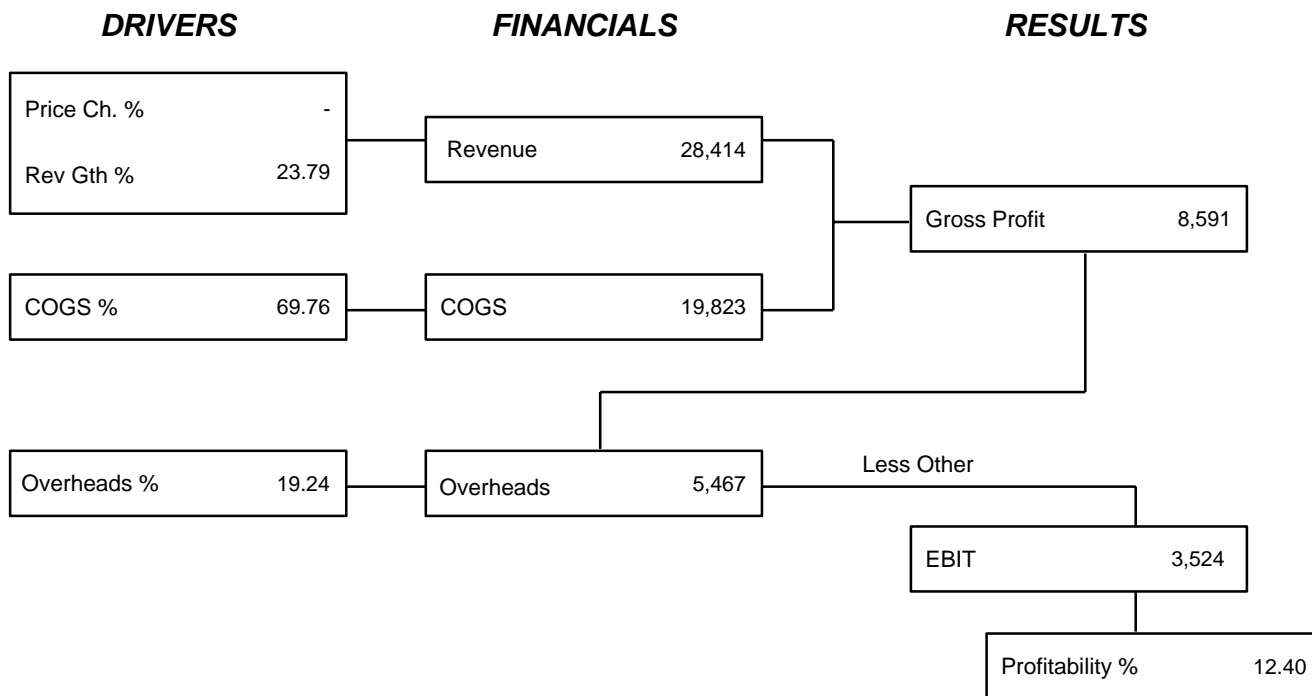 DRIVERS FINANCIALS RESULTS
Price Ch. % -
Rev Gth % 23.79
Revenue 28,414
Gross Profit 8,591
COGS % 69.76
COGS 19,823
Overheads % 19.24
Overheads 5,467
Less Other
EBIT 3,524
Profitability % 12.40